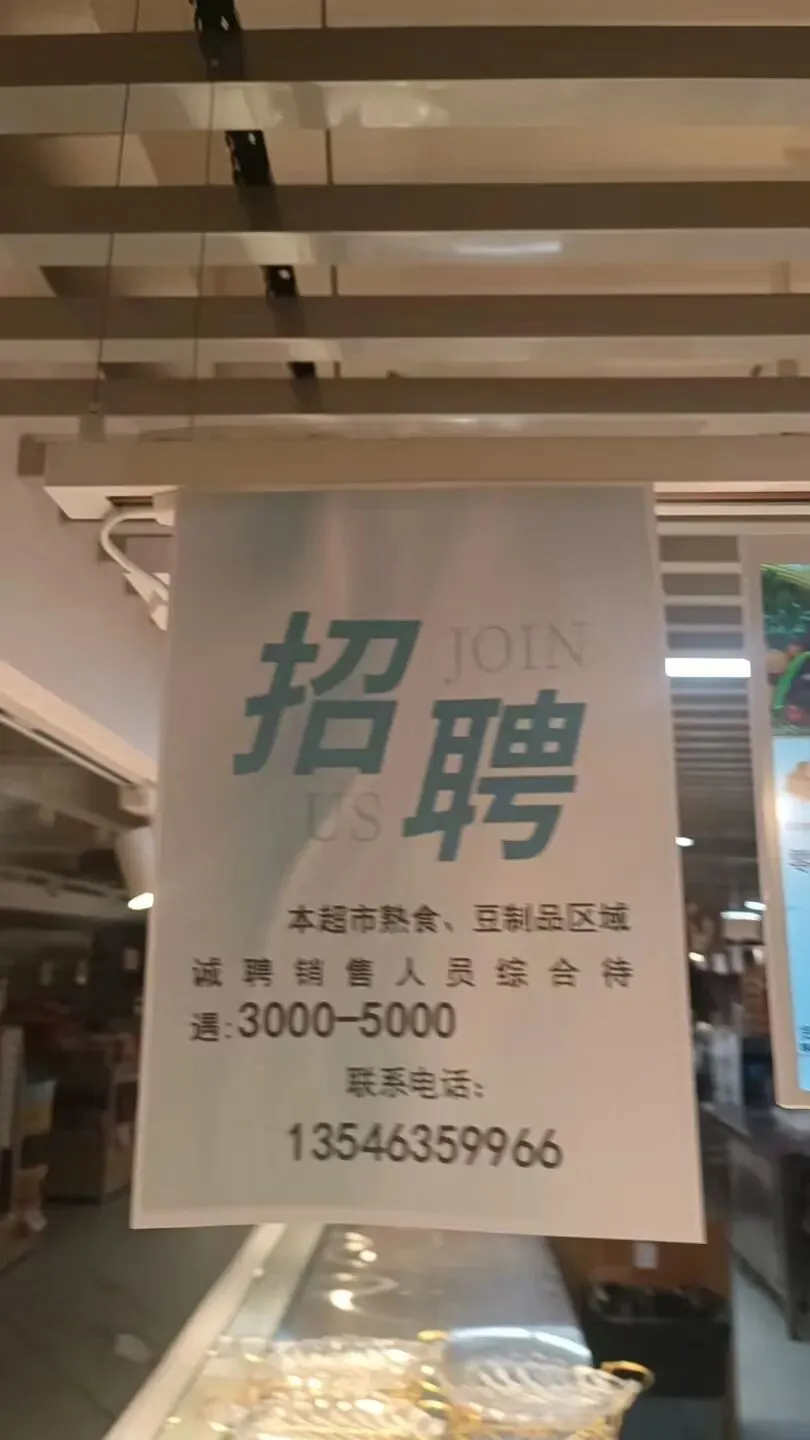 招聘
JOIN
US
本超市熟食、豆制品区域
诚聘销售人员综合待
遇:3000-5000
联系电话:
13546359966